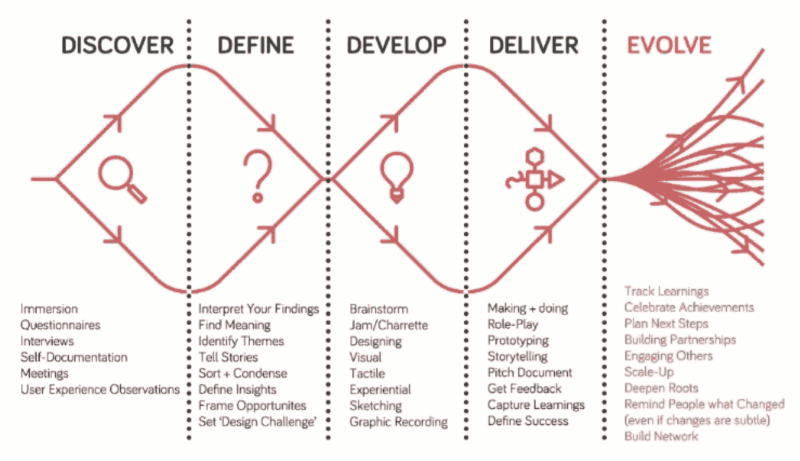 DISCOVER
DEFINE
DEVELOP
DELIVER
EVOLVE
Immersion
Questionnaires
Interviews
Self-Documentation
Meetings
User Experience Observations
Interpret Your Findings
Find Meaning
Identify Themes
Tell Stories
Sort + Condense
Define Insights
Frame Opportunites
Set ‘Design Challenge’
Brainstorm
Jam/Charrette
Designing
Visual
Tactile
Experiential
Sketching
Graphic Recording
Making + doing
Role-Play
Prototyping
Storytelling
Pitch Document
Get Feedback
Capture Learnings
Define Success
Track Learnings
Celebrate Achievements
Plan Next Steps
Building Partnerships
Engaging Others
Scale-Up
Deepen Roots
Remind People what Changed
(even if changes are subtle)
Build Network